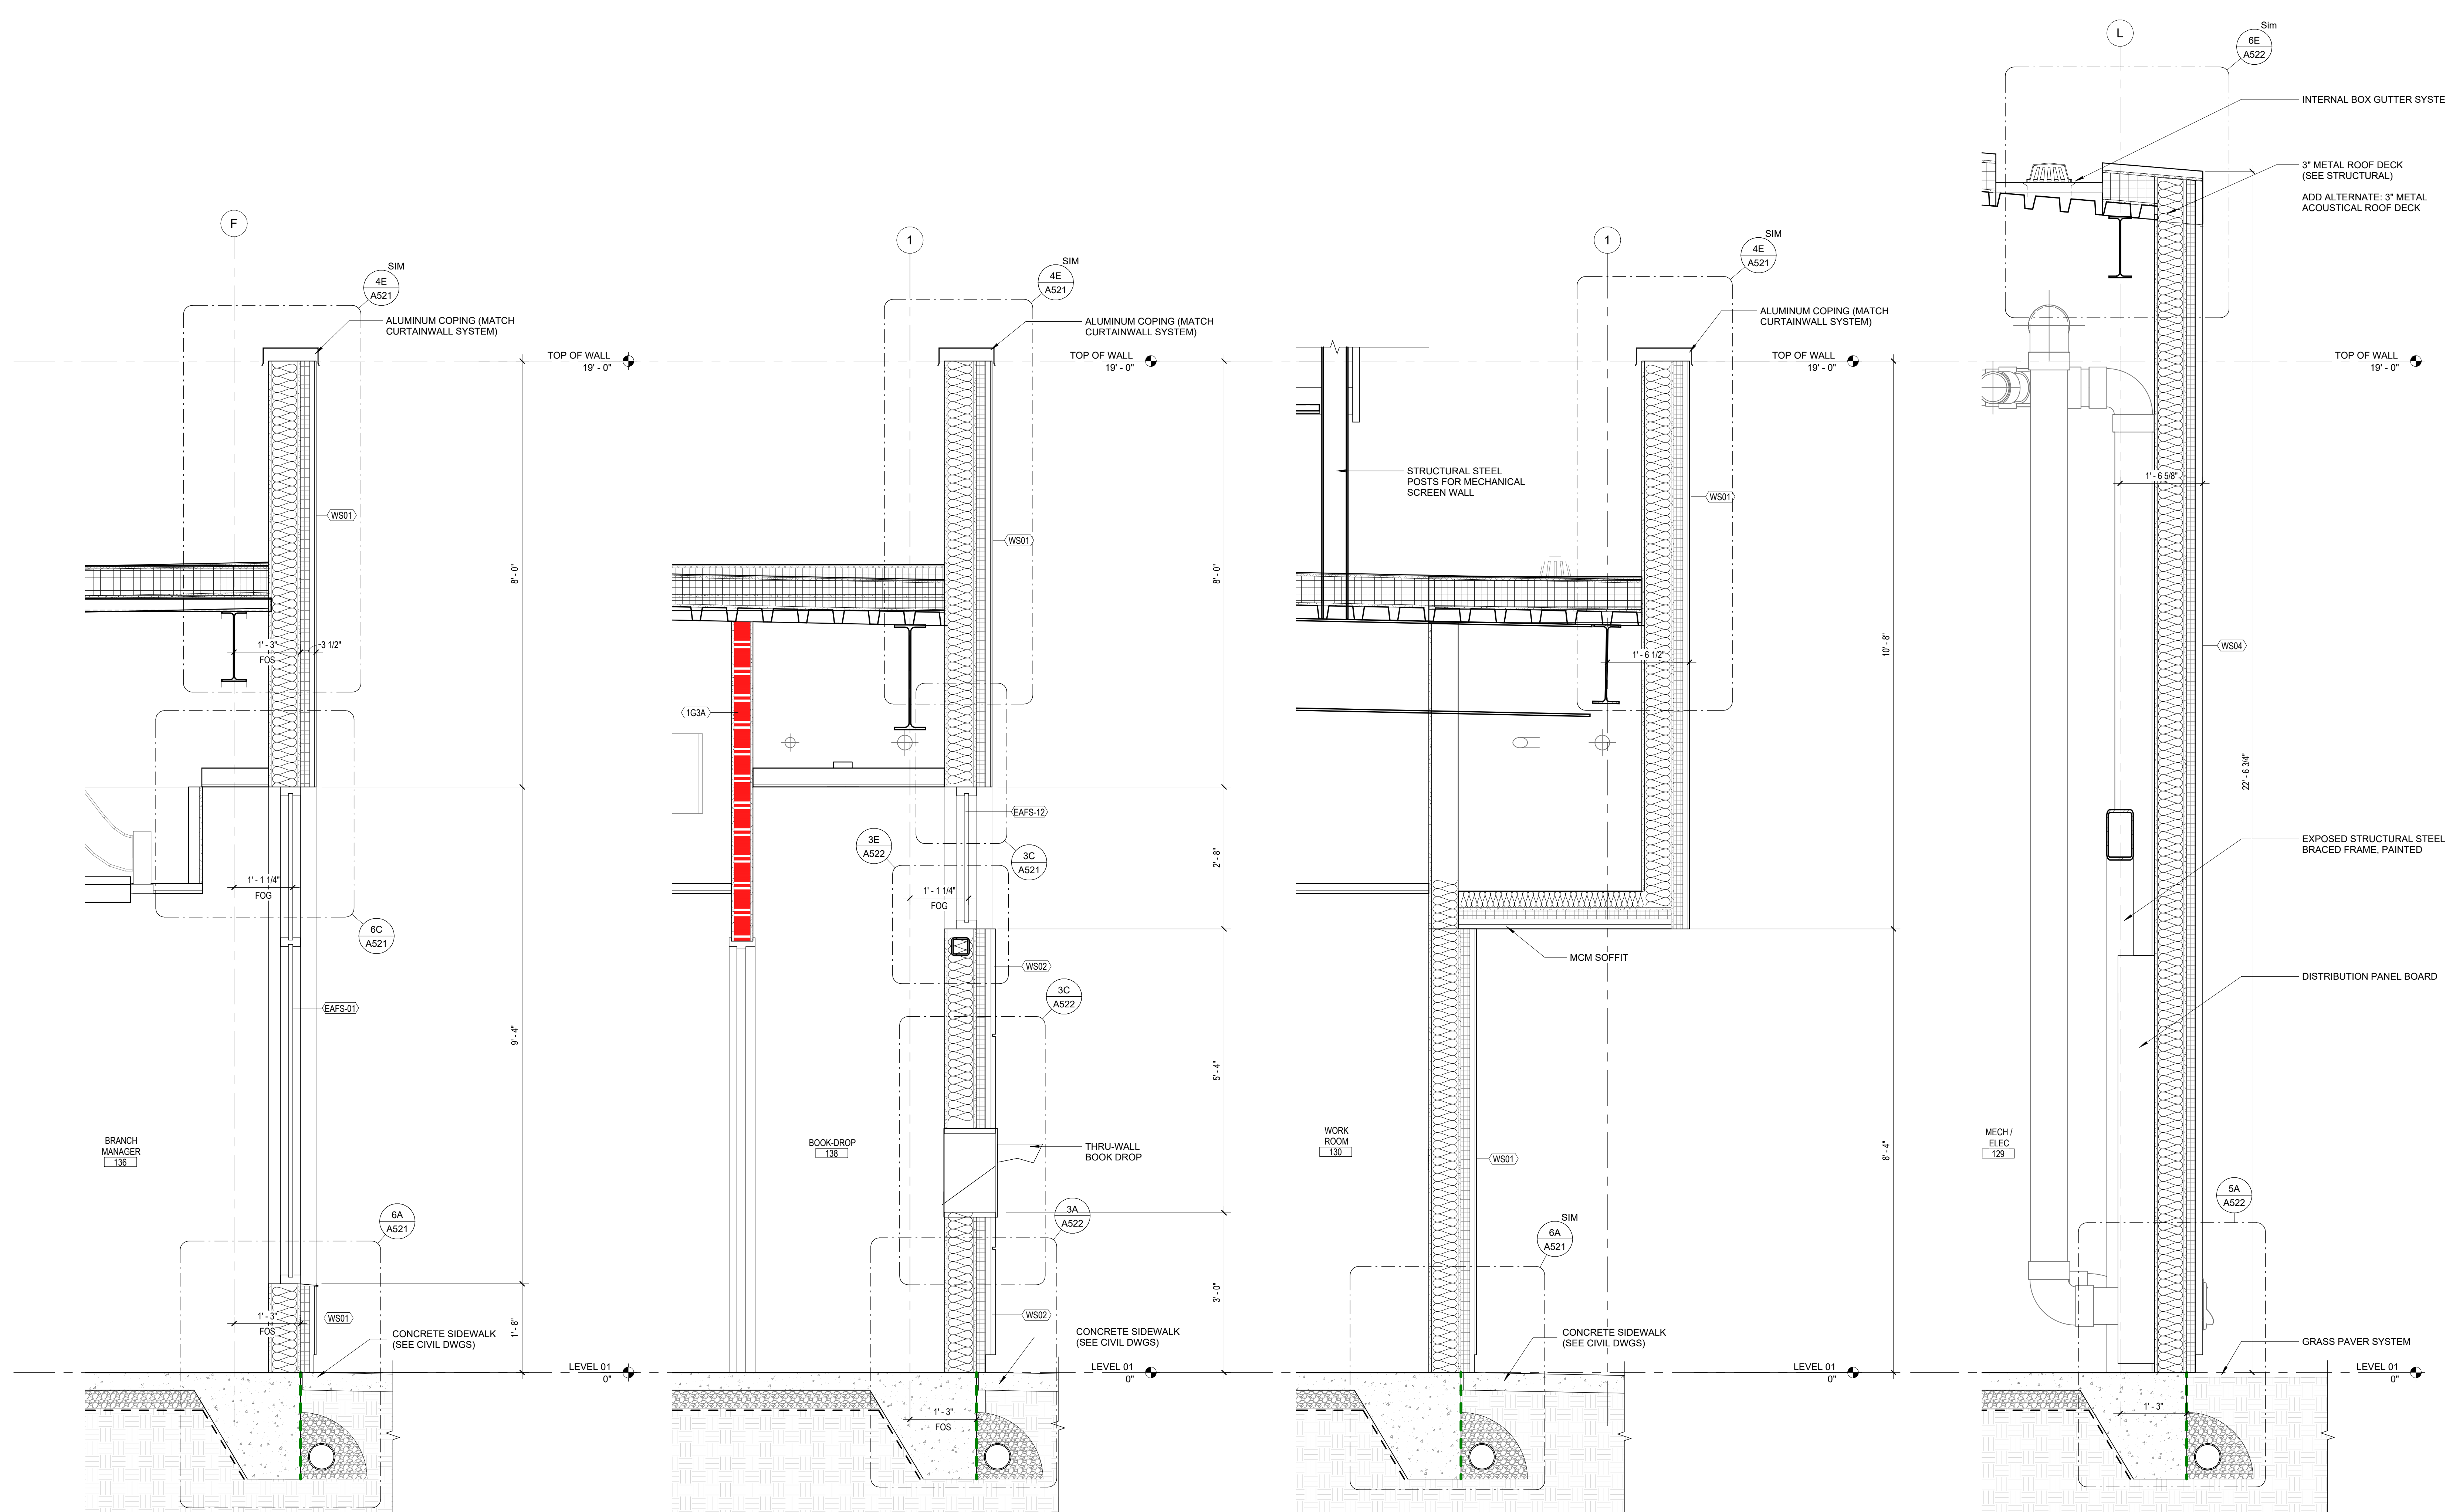 F
SIM
4E
A521
ALUMINUM COPING (MATCH
CURTAINWALL SYSTEM)
TOP OF WALL
19' - 0"
WS01
8' - 0"
1' - 3"
FOS
3 1/2"
1' - 1 1/4"
FOG
6C
A521
EAFS-01
9' - 4"
BRANCH
MANAGER
136
6A
A521
1' - 3"
FOS
WS01
1' - 8"
CONCRETE SIDEWALK
(SEE CIVIL DWGS)
LEVEL 01
0"
1
SIM
4E
A521
ALUMINUM COPING (MATCH
CURTAINWALL SYSTEM)
TOP OF WALL
19' - 0"
WS01
8' - 0"
1G3A
EAFS-12
3E
A522
3C
A521
2' - 8"
1' - 1 1/4"
FOG
WS02
3C
A522
5' - 4"
BOOK-DROP
138
THRU-WALL
BOOK DROP
3A
A522
3' - 0"
WS02
CONCRETE SIDEWALK
(SEE CIVIL DWGS)
LEVEL 01
0"
1' - 3"
FOS
1
SIM
4E
A521
ALUMINUM COPING (MATCH
CURTAINWALL SYSTEM)
TOP OF WALL
19' - 0"
STRUCTURAL STEEL
POSTS FOR MECHANICAL
SCREEN WALL
WS01
10' - 8"
1' - 6 1/2"
MCM SOFFIT
WORK
ROOM
130
WS01
8' - 4"
SIM
6A
A521
CONCRETE SIDEWALK
(SEE CIVIL DWGS)
LEVEL 01
0"
L
Sim
6E
A522
INTERNAL BOX GUTTER SYSTE
3" METAL ROOF DECK
(SEE STRUCTURAL)
ADD ALTERNATE: 3" METAL
ACOUSTICAL ROOF DECK
TOP OF WALL
19' - 0"
1' - 6 5/8"
WS04
22' - 6 3/4"
EXPOSED STRUCTURAL STEEL
BRACED FRAME, PAINTED
DISTRIBUTION PANEL BOARD
MECH /
ELEC
129
5A
A522
GRASS PAVER SYSTEM
LEVEL 01
0"
1' - 3"